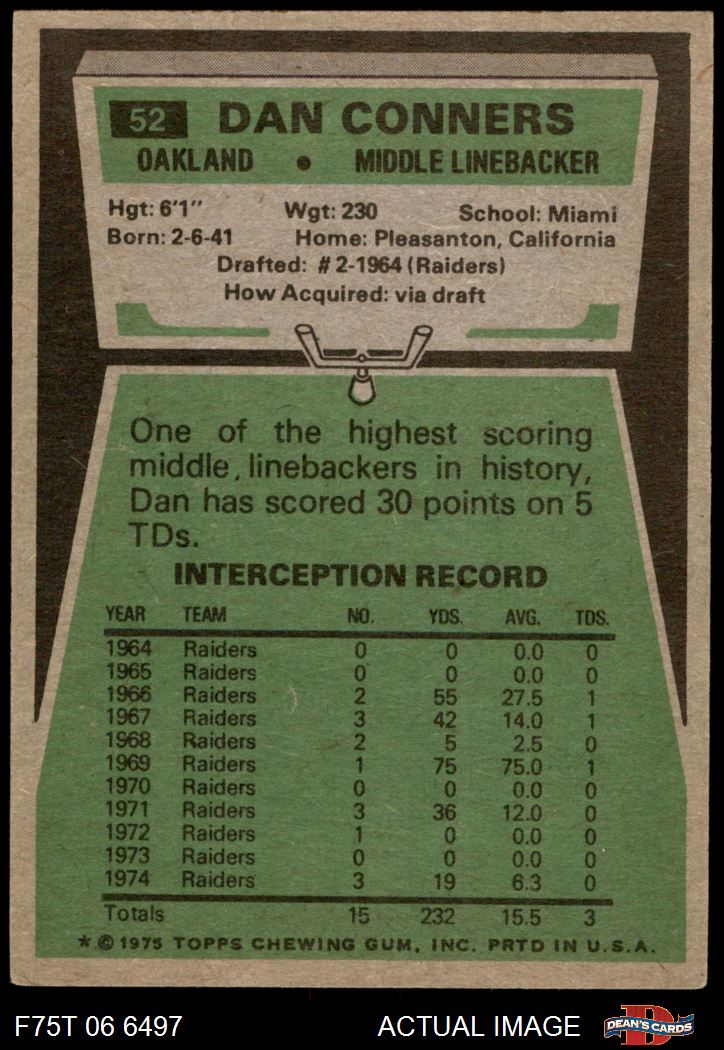 52 DAN CONNERS
OAKLAND • MIDDLE LINEBACKER
Hgt: 6'1" Wgt: 230 School: Miami
Born: 2-6-41 Home: Pleasanton, California
Drafted: #2-1964 (Raiders)
How Acquired: via draft
One of the highest scoring
middle linebackers in history,
Dan has scored 30 points on 5
TDs.
INTERCEPTION RECORD
YEAR TEAM NO. YDS. AVG. TDS.
1964 Raiders 0 0 0.0 0
1965 Raiders 0 0 0.0 0
1966 Raiders 2 55 27.5 1
1967 Raiders 3 42 14.0 1
1968 Raiders 2 5 2.5 0
1969 Raiders 1 75 75.0 1
1970 Raiders 0 0 0.0 0
1971 Raiders 3 36 12.0 0
1972 Raiders 1 0 0.0 0
1973 Raiders 0 0 0.0 0
1974 Raiders 3 19 6.3 0
Totals 15 232 15.5 3
* © 1975 TOPPS CHEWING GUM, INC. PRTD IN U.S.A.
F75T 06 6497 ACTUAL IMAGE D DEAN'S CARDS